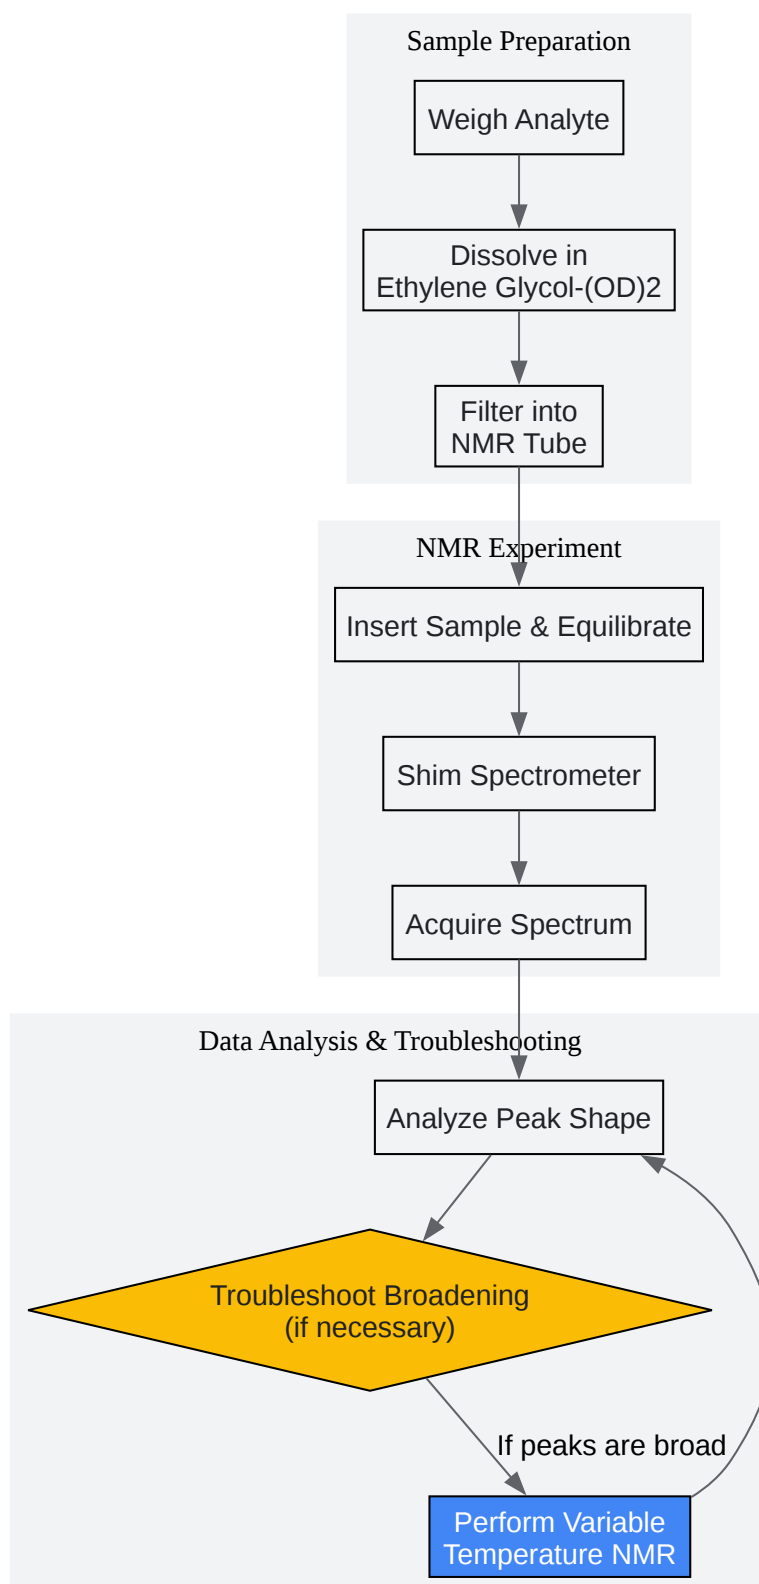 Sample Preparation
Weigh Analyte
Dissolve in
Ethylene Glycol-(OD)2
Filter into
NMR Tube
NMR Experiment
Insert Sample & Equilibrate
Shim Spectrometer
Acquire Spectrum
Data Analysis & Troubleshooting
Analyze Peak Shape
Troubleshoot Broadening
(if necessary)
If peaks are broad
Perform Variable
Temperature NMR